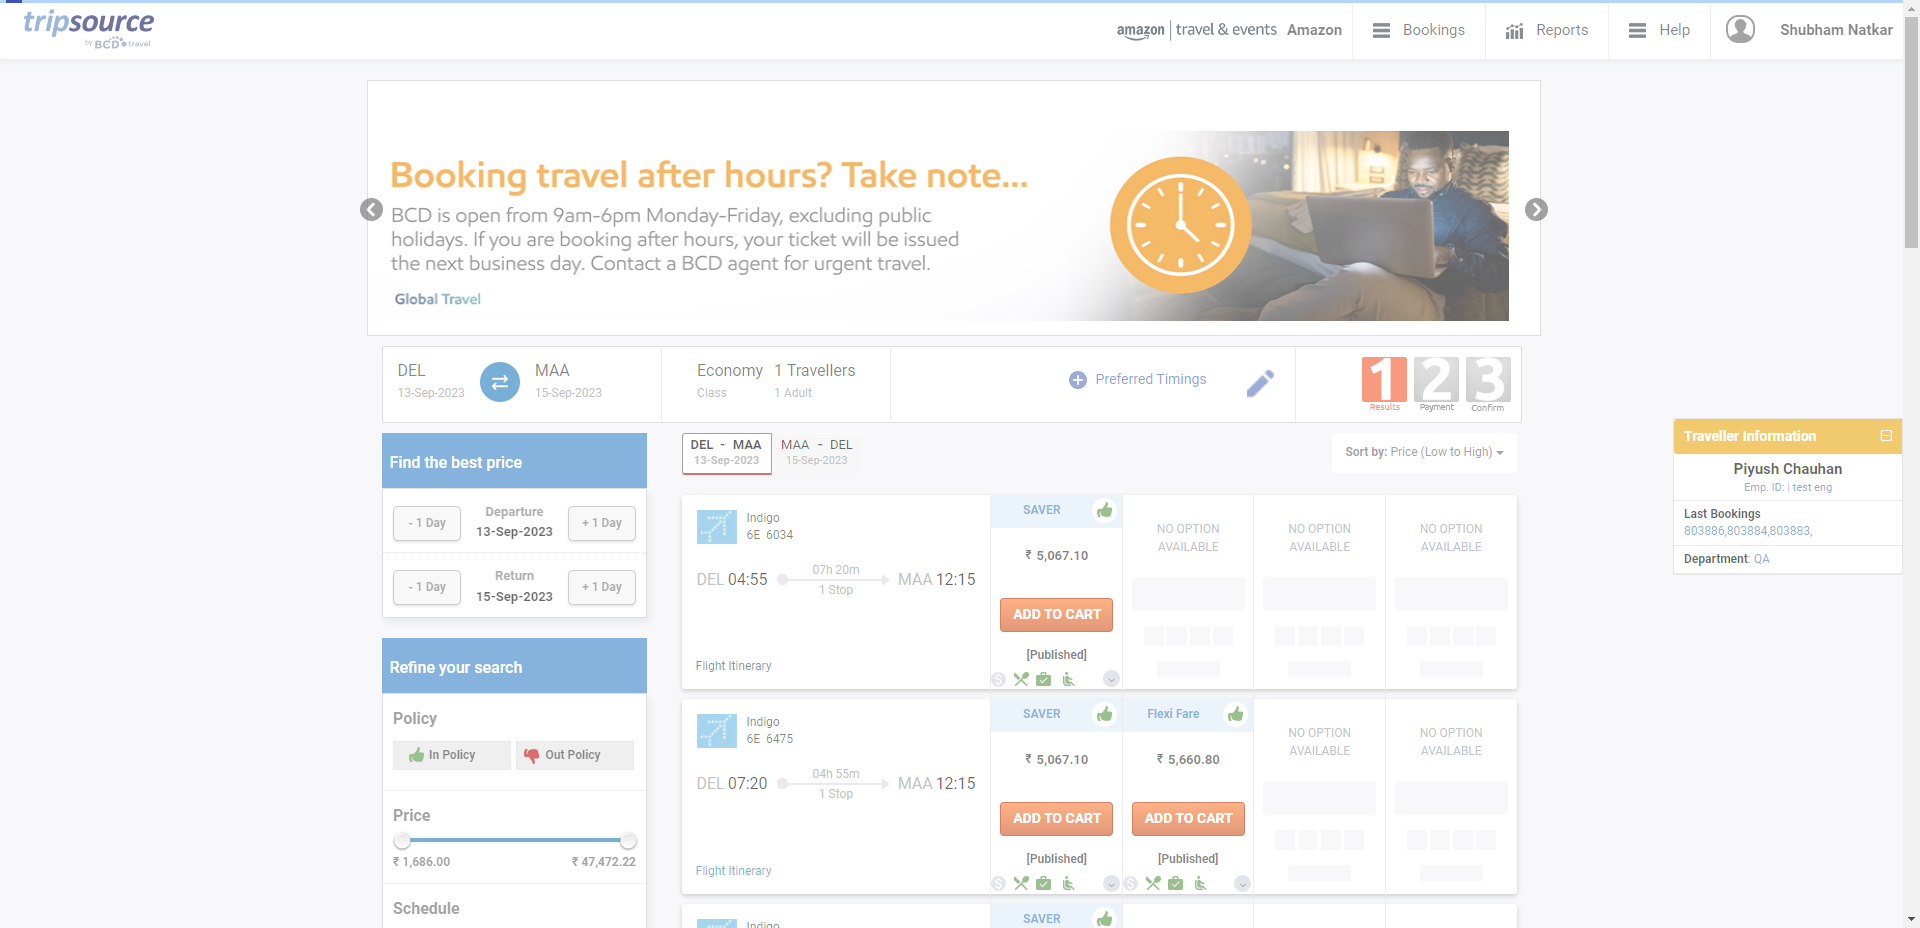 tripsource
by BCD travel
amazon | travel & events Amazon
Bookings
Reports
Help
Shubham Natkar
Booking travel after hours? Take note...
BCD is open from 9am-6pm Monday-Friday, excluding public
holidays. If you are booking after hours, your ticket will be issued
the next business day. Contact a BCD agent for urgent travel.
Global Travel
DEL
13-Sep-2023
MAA
15-Sep-2023
Economy
Class
1 Travellers
1 Adult
Preferred Timings
1 Results
2 Payment
3 Confirm
Find the best price
- 1 Day
Departure
13-Sep-2023
+ 1 Day
- 1 Day
Return
15-Sep-2023
+ 1 Day
Refine your search
Policy
In Policy
Out Policy
Price
₹ 1,686.00
₹ 47,472.22
Schedule
DEL - MAA
13-Sep-2023
MAA - DEL
15-Sep-2023
Sort by: Price (Low to High)
Indigo
6E 6034
DEL 04:55
07h 20m
1 Stop
MAA 12:15
Flight Itinerary
SAVER
₹ 5,067.10
ADD TO CART
[Published]
NO OPTION
AVAILABLE
NO OPTION
AVAILABLE
NO OPTION
AVAILABLE
Indigo
6E 6475
DEL 07:20
04h 55m
1 Stop
MAA 12:15
Flight Itinerary
SAVER
₹ 5,067.10
ADD TO CART
[Published]
Flexi Fare
₹ 5,660.80
ADD TO CART
[Published]
NO OPTION
AVAILABLE
NO OPTION
AVAILABLE
Indigo
SAVER
Traveller Information
Piyush Chauhan
Emp. ID: | test eng
Last Bookings
803886,803884,803883,
Department: QA